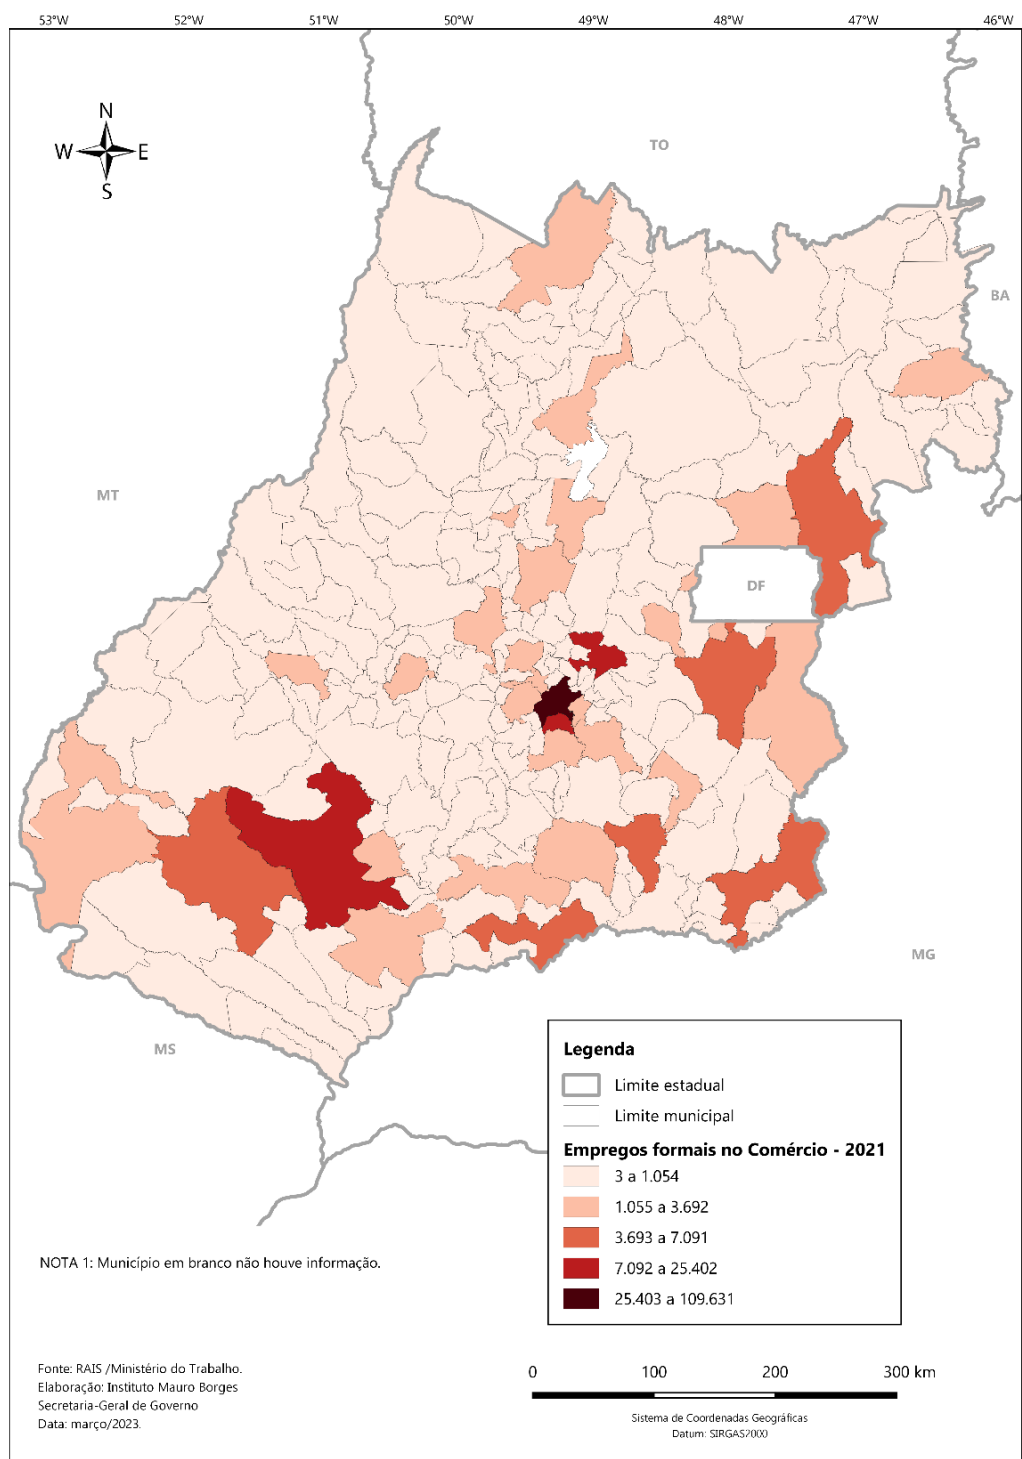 53°W 52°W 51°W 50°W 49°W 48°W 47°W 46°W
N
W E
S
TO
BA
MT
DF
MG
MS
Legenda
Limite estadual
Limite municipal
Empregos formais no Comércio - 2021
3 a 1.054
1.055 a 3.692
3.693 a 7.091
7.092 a 25.402
25.403 a 109.631
NOTA 1: Município em branco não houve informação.
Fonte: RAIS /Ministério do Trabalho.
Elaboração: Instituto Mauro Borges
Secretaria-Geral de Governo
Data: março/2023.
0 100 200 300 km
Sistema de Coordenadas Geográficas
Datum: SIRGAS2000